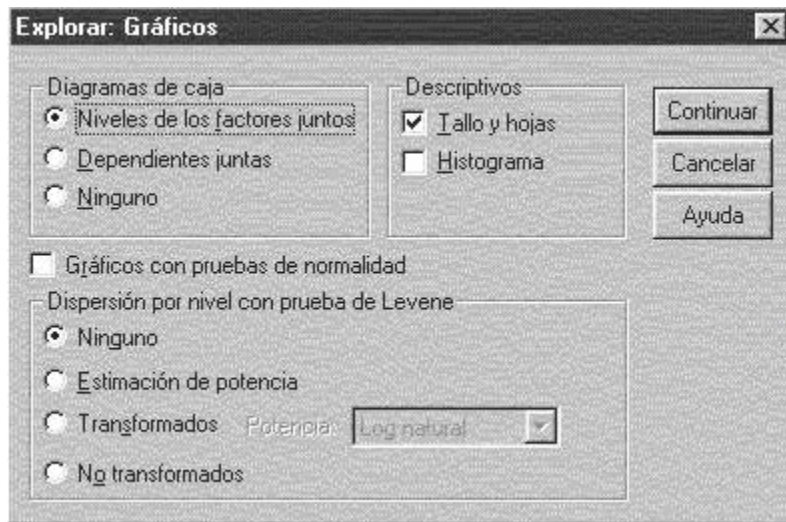 Explorar: Gráficos
Diagramas de caja
Niveles de los factores juntos
Dependientes juntas
Ninguno
Descriptivos
Tallo y hojas
Histograma
Continuar
Cancelar
Ayuda
Gráficos con pruebas de normalidad
Dispersión por nivel con prueba de Levene
Ninguno
Estimación de potencia
Transformados Potencia: Log natural
No transformados